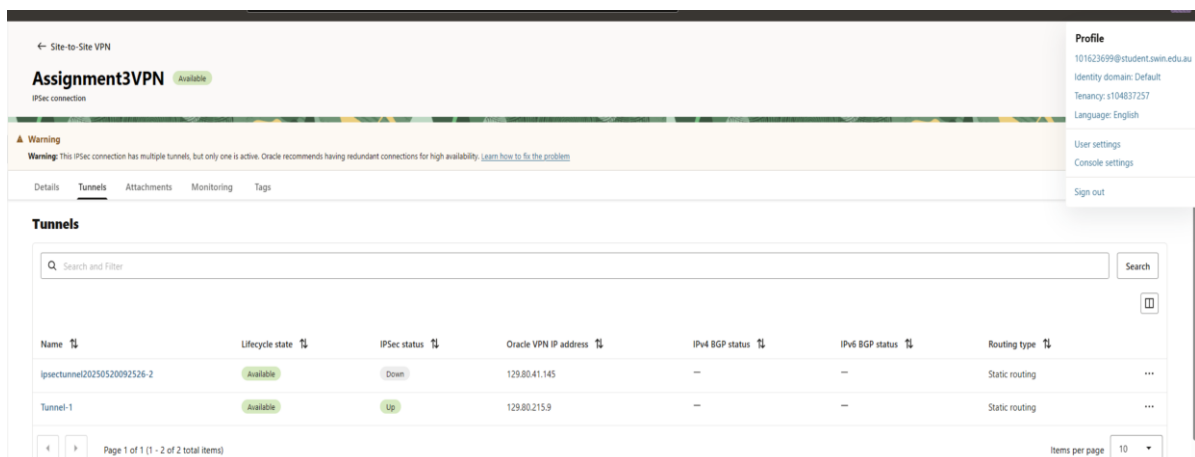 ← Site-to-Site VPN
Assignment3VPN Available
IPSec connection
Profile
101623699@student.swin.edu.au
Identity domain: Default
Tenancy: s104837257
Language: English
User settings
Console settings
Sign out
Warning
Warning: This IPSec connection has multiple tunnels, but only one is active. Oracle recommends having redundant connections for high availability. Learn how to fix the problem
Details Tunnels Attachments Monitoring Tags
Tunnels
Search and Filter Search
Name Lifecycle state IPSec status Oracle VPN IP address IPv4 BGP status IPv6 BGP status Routing type
ipsectunnel20250520092526-2 Available Down 129.80.41.145 — — Static routing ...
Tunnel-1 Available Up 129.80.215.9 — — Static routing ...
Page 1 of 1 (1 - 2 of 2 total items) Items per page 10